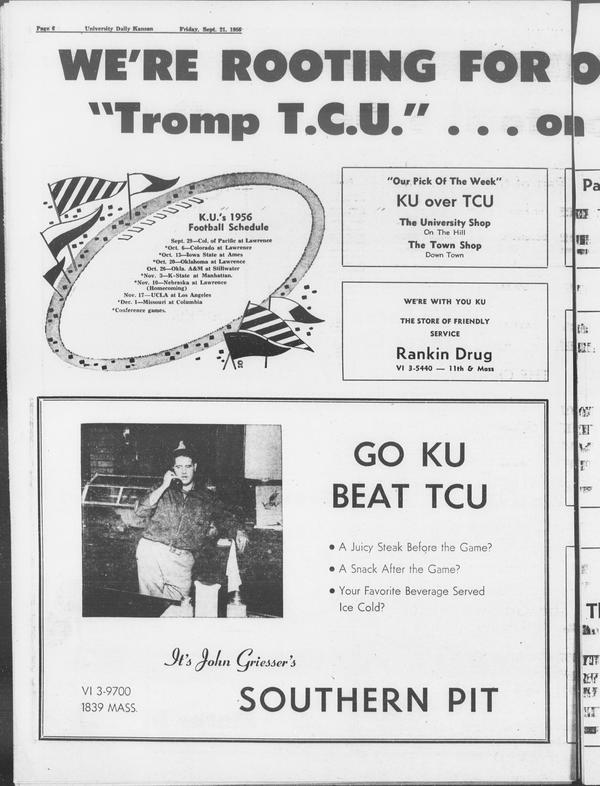 Page 6 University Daily Kansan Friday, Sept. 21, 1956
WE'RE ROOTING FOR O
"Tromp T.C.U." . . . on
K.U.'s 1956
Football Schedule
Sept. 29—Col. of Pacific at Lawrence
*Oct. 6—Colorado at Lawrence
*Oct. 13—Iowa State at Ames
*Oct. 20—Oklahoma at Lawrence
Oct. 26—Okla. A&M at Stillwater
*Nov. 3—K-State at Manhattan.
*Nov. 10—Nebraska at Lawrence
(Homecoming)
Nov. 17—UCLA at Los Angeles
*Dec. 1—Missouri at Columbia
*Conference games.
"Our Pick Of The Week"
KU over TCU
The University Shop
On The Hill
The Town Shop
Down Town
WE'RE WITH YOU KU
THE STORE OF FRIENDLY
SERVICE
Rankin Drug
VI 3-5440 — 11th & Mass
GO KU
BEAT TCU
● A Juicy Steak Before the Game?
● A Snack After the Game?
● Your Favorite Beverage Served
Ice Cold?
It's John Griesser's
VI 3-9700
1839 MASS.
SOUTHERN PIT
Pa
Th